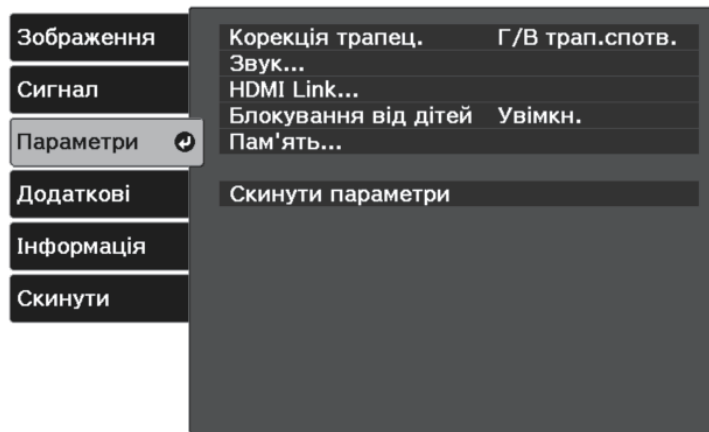 Зображення
Сигнал
Параметри
Додаткові
Інформація
Скинути
Корекція трапец. Г/В трап.спотв.
Звук...
HDMI Link...
Блокування від дітей Увімкн.
Пам'ять...
Скинути параметри